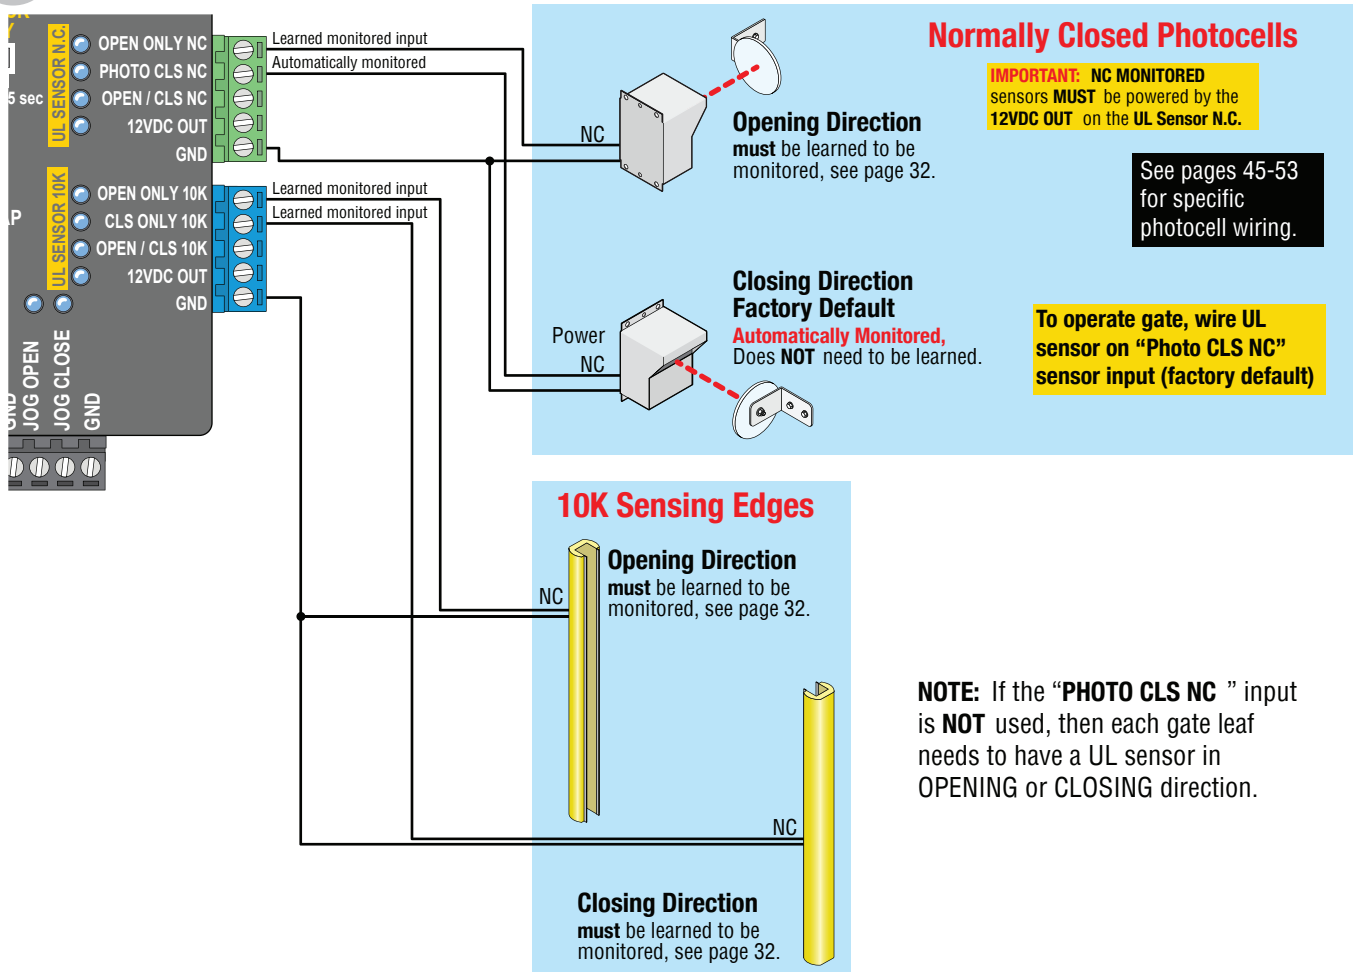 5 sec
UL SENSOR N.C.
OPEN ONLY NC
PHOTO CLS NC
OPEN / CLS NC
12VDC OUT
GND
Learned monitored input
Automatically monitored
UL SENSOR 10K
OPEN ONLY 10K
CLS ONLY 10K
OPEN / CLS 10K
12VDC OUT
GND
Learned monitored input
Learned monitored input
AP
GND
JOG OPEN
JOG CLOSE
GND
Normally Closed Photocells
IMPORTANT: NC MONITORED
sensors MUST be powered by the
12VDC OUT on the UL Sensor N.C.
NC
Opening Direction
must be learned to be
monitored, see page 32.
See pages 45-53
for specific
photocell wiring.
Closing Direction
Factory Default
Automatically Monitored,
Does NOT need to be learned.
Power
NC
To operate gate, wire UL
sensor on “Photo CLS NC”
sensor input (factory default)
10K Sensing Edges
Opening Direction
must be learned to be
monitored, see page 32.
NC
NC
Closing Direction
must be learned to be
monitored, see page 32.
NOTE: If the “PHOTO CLS NC ” input
is NOT used, then each gate leaf
needs to have a UL sensor in
OPENING or CLOSING direction.